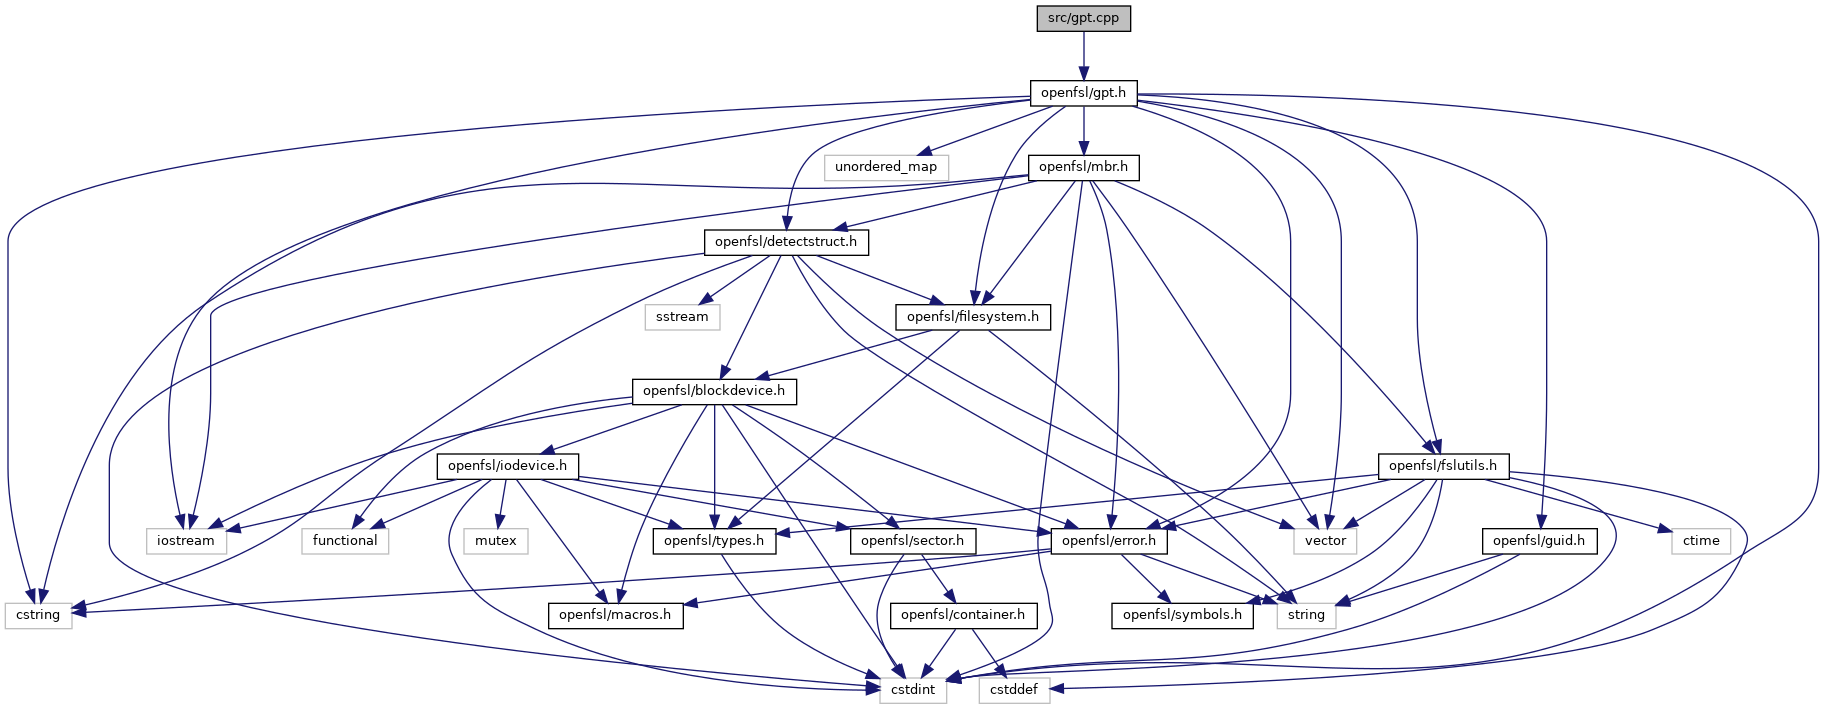 src/gpt.cpp
openfsl/gpt.h
unordered_map
openfsl/mbr.h
openfsl/detectstruct.h
sstream
openfsl/filesystem.h
openfsl/blockdevice.h
openfsl/iodevice.h
openfsl/fslutils.h
iostream
functional
mutex
openfsl/types.h
openfsl/sector.h
openfsl/error.h
vector
openfsl/guid.h
ctime
cstring
openfsl/macros.h
openfsl/container.h
openfsl/symbols.h
string
cstdint
cstddef